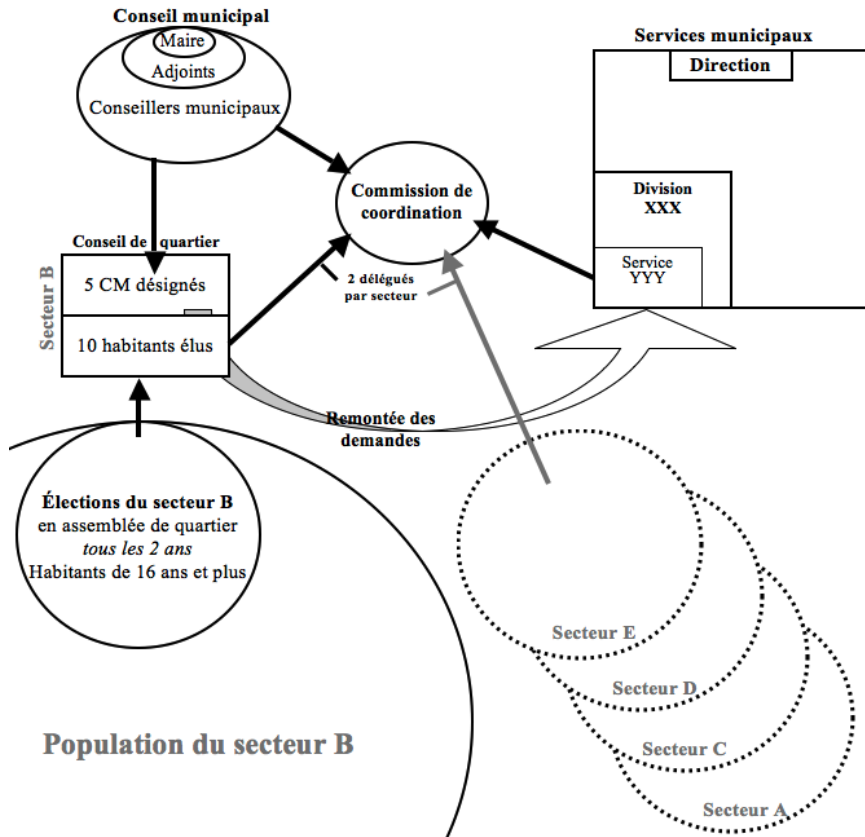 Conseil municipal
Maire
Adjoints
Conseillers municipaux
Services municipaux
Direction
Division
XXX
Service
YYY
Commission de
coordination
Conseil de quartier
Secteur B
5 CM désignés
10 habitants élus
2 délégués
par secteur
Remontée des
demandes
Élections du secteur B
en assemblée de quartier
tous les 2 ans
Habitants de 16 ans et plus
Population du secteur B
Secteur E
Secteur D
Secteur C
Secteur A